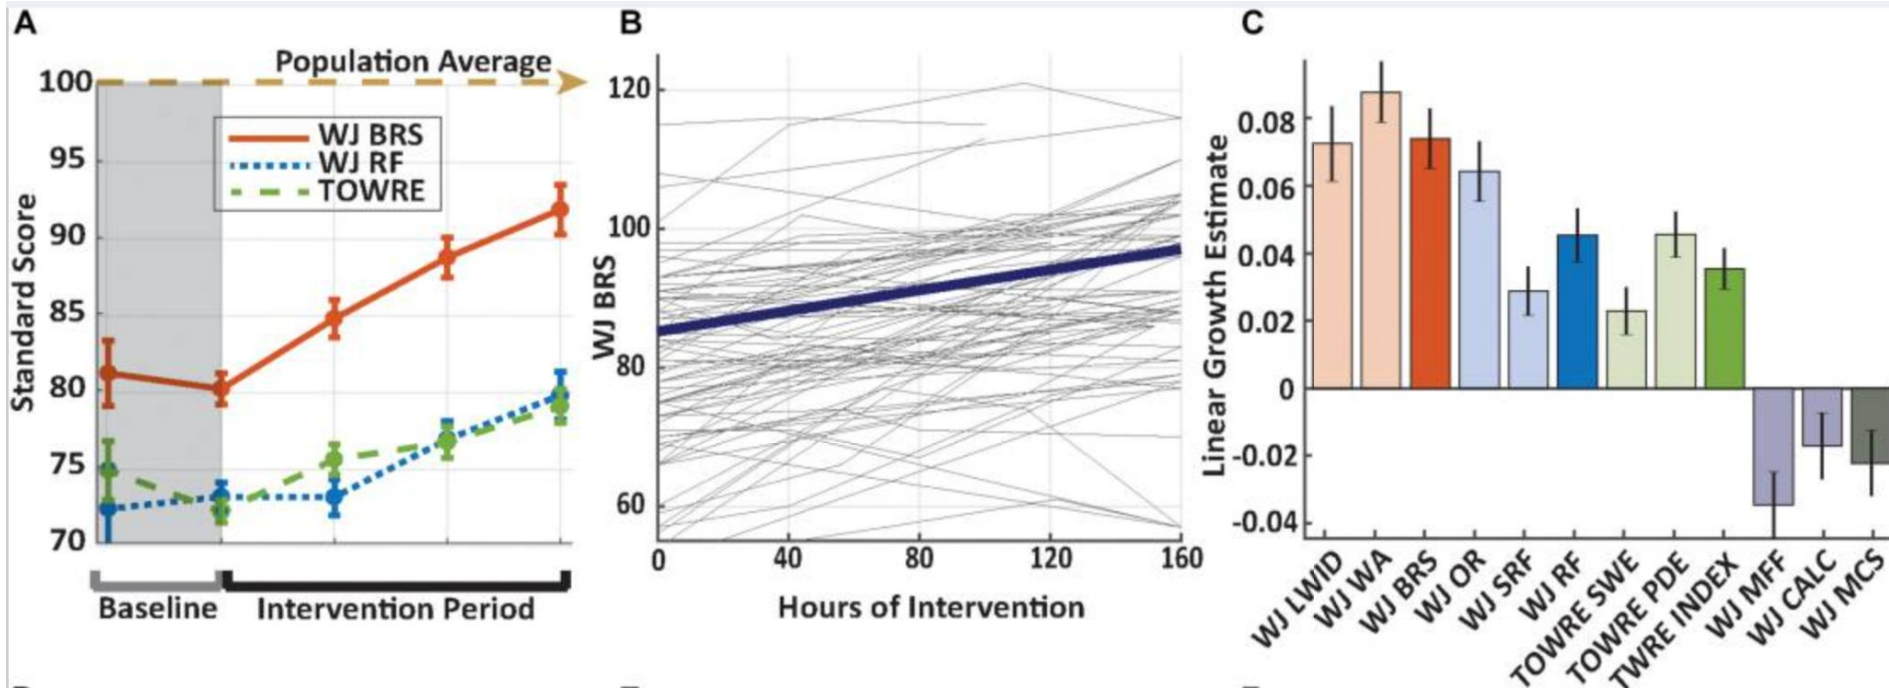 A
Population Average
100
95
90
85
80
75
70
Standard Score
WJ BRS
WJ RF
TOWRE
Baseline
Intervention Period
B
120
100
80
60
WJ BRS
0
40
80
120
160
Hours of Intervention
C
0.08
0.06
0.04
0.02
0
-0.02
-0.04
Linear Growth Estimate
WJ LWID
WJ WA
WJ BRS
WJ OR
WJ SRF
WJ RF
TOWRE SWE
TOWRE PDE
TWRE INDEX
WJ MFF
WJ CALC
WJ MCS